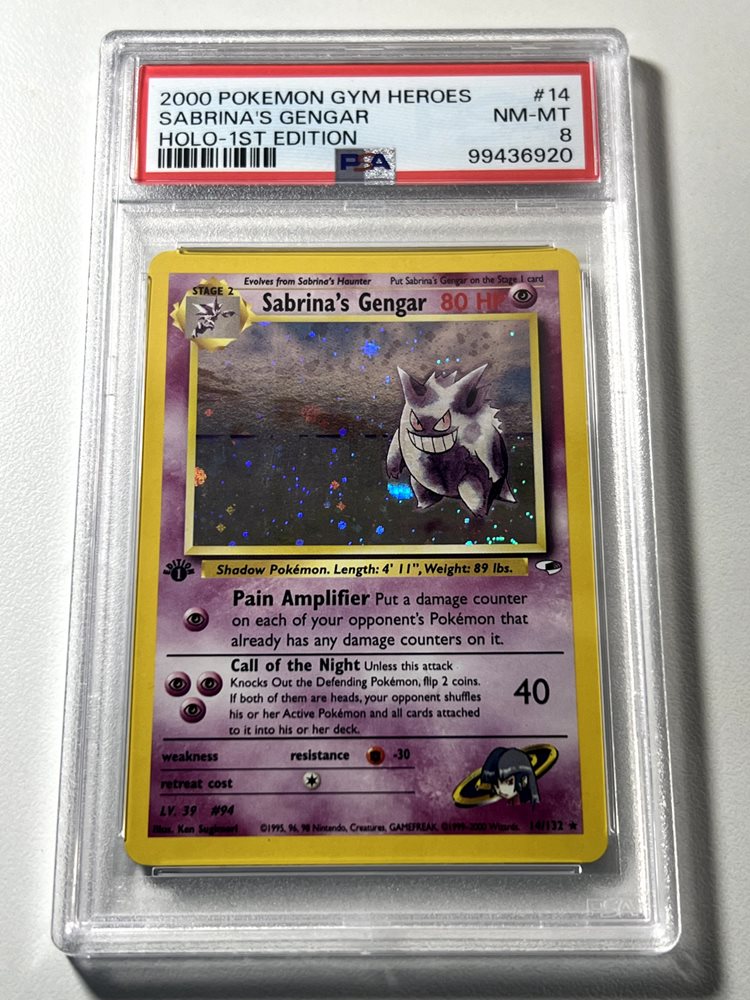 2000 POKEMON GYM HEROES #14
SABRINA'S GENGAR NM-MT
HOLO-1ST EDITION 8
PSA 99436920
Evolves from Sabrina's Haunter Put Sabrina's Gengar on the Stage 1 card
STAGE 2
Sabrina's Gengar 80 HP
EDITION 1
Shadow Pokémon. Length: 4' 11", Weight: 89 lbs.
Pain Amplifier Put a damage counter
on each of your opponent's Pokémon that
already has any damage counters on it.
Call of the Night Unless this attack
Knocks Out the Defending Pokémon, flip 2 coins.
If both of them are heads, your opponent shuffles
his or her Active Pokémon and all cards attached
to it into his or her deck.
40
weakness resistance -30
retreat cost
LV. 39 #94
Illus. Ken Sugimori ©1995, 96, 98 Nintendo, Creatures, GAMEFREAK. ©1999-2000 Wizards. 14/132 ★
PSA